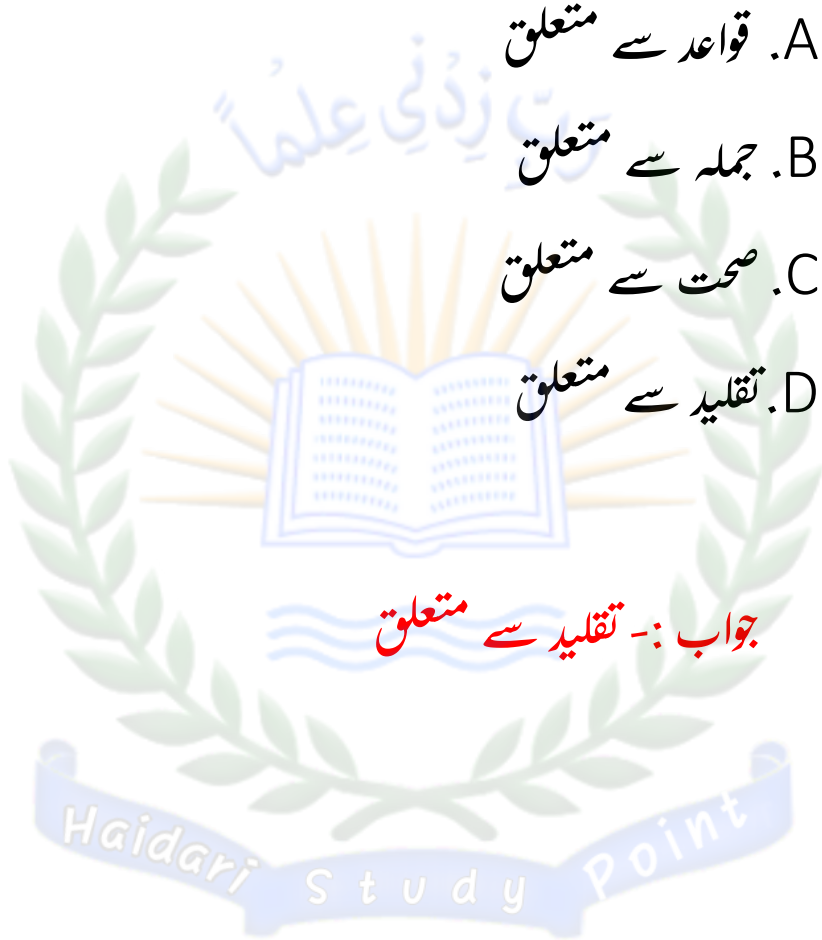 A. قواعد سے متعلق
رَبِّ زِدْنِي عِلْماً
B. جملہ سے متعلق
C. صحت سے متعلق
D. تقلید سے متعلق
جواب :- تقلید سے متعلق
Haidari Study Point